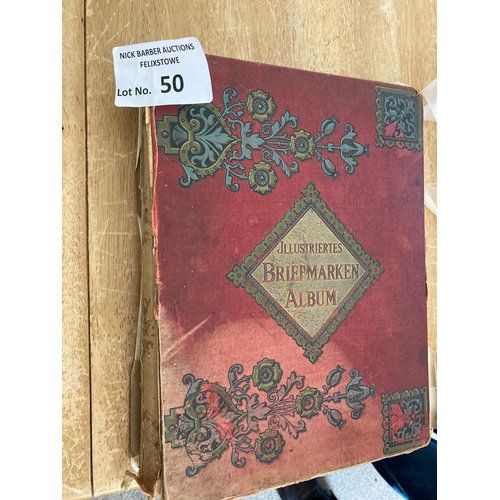 NICK BARBER AUCTIONS
FELIXSTOWE
Lot No. 50
JLLUSTRIERTES
BRIEFMARKEN
ALBUM